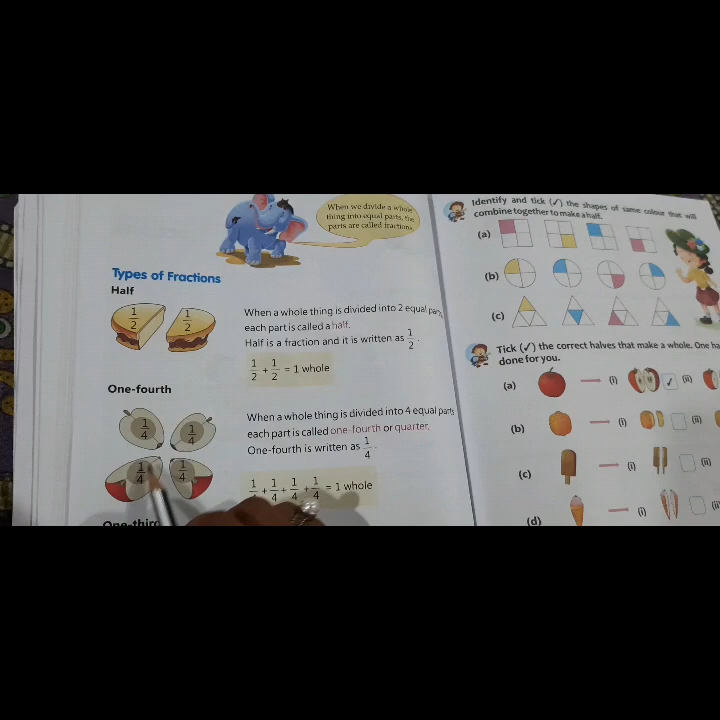 When we divide a whole
thing into equal parts, the
parts are called fractions.
Types of Fractions
Half
1/2
1/2
When a whole thing is divided into 2 equal parts,
each part is called a half.
Half is a fraction and it is written as 1/2.
1/2 + 1/2 = 1 whole
One-fourth
1/4
1/4
1/4
1/4
When a whole thing is divided into 4 equal parts
each part is called one-fourth or quarter.
One-fourth is written as 1/4.
1/4 + 1/4 + 1/4 + 1/4 = 1 whole
One-third
Identify and tick (✓) the shapes of same colour that will
combine together to make a half.
(a)
(b)
(c)
Tick (✓) the correct halves that make a whole. One ha
done for you.
(a) (i) ✓ (ii)
(b) (i) (ii)
(c) (i) (ii)
(d) (i) (ii